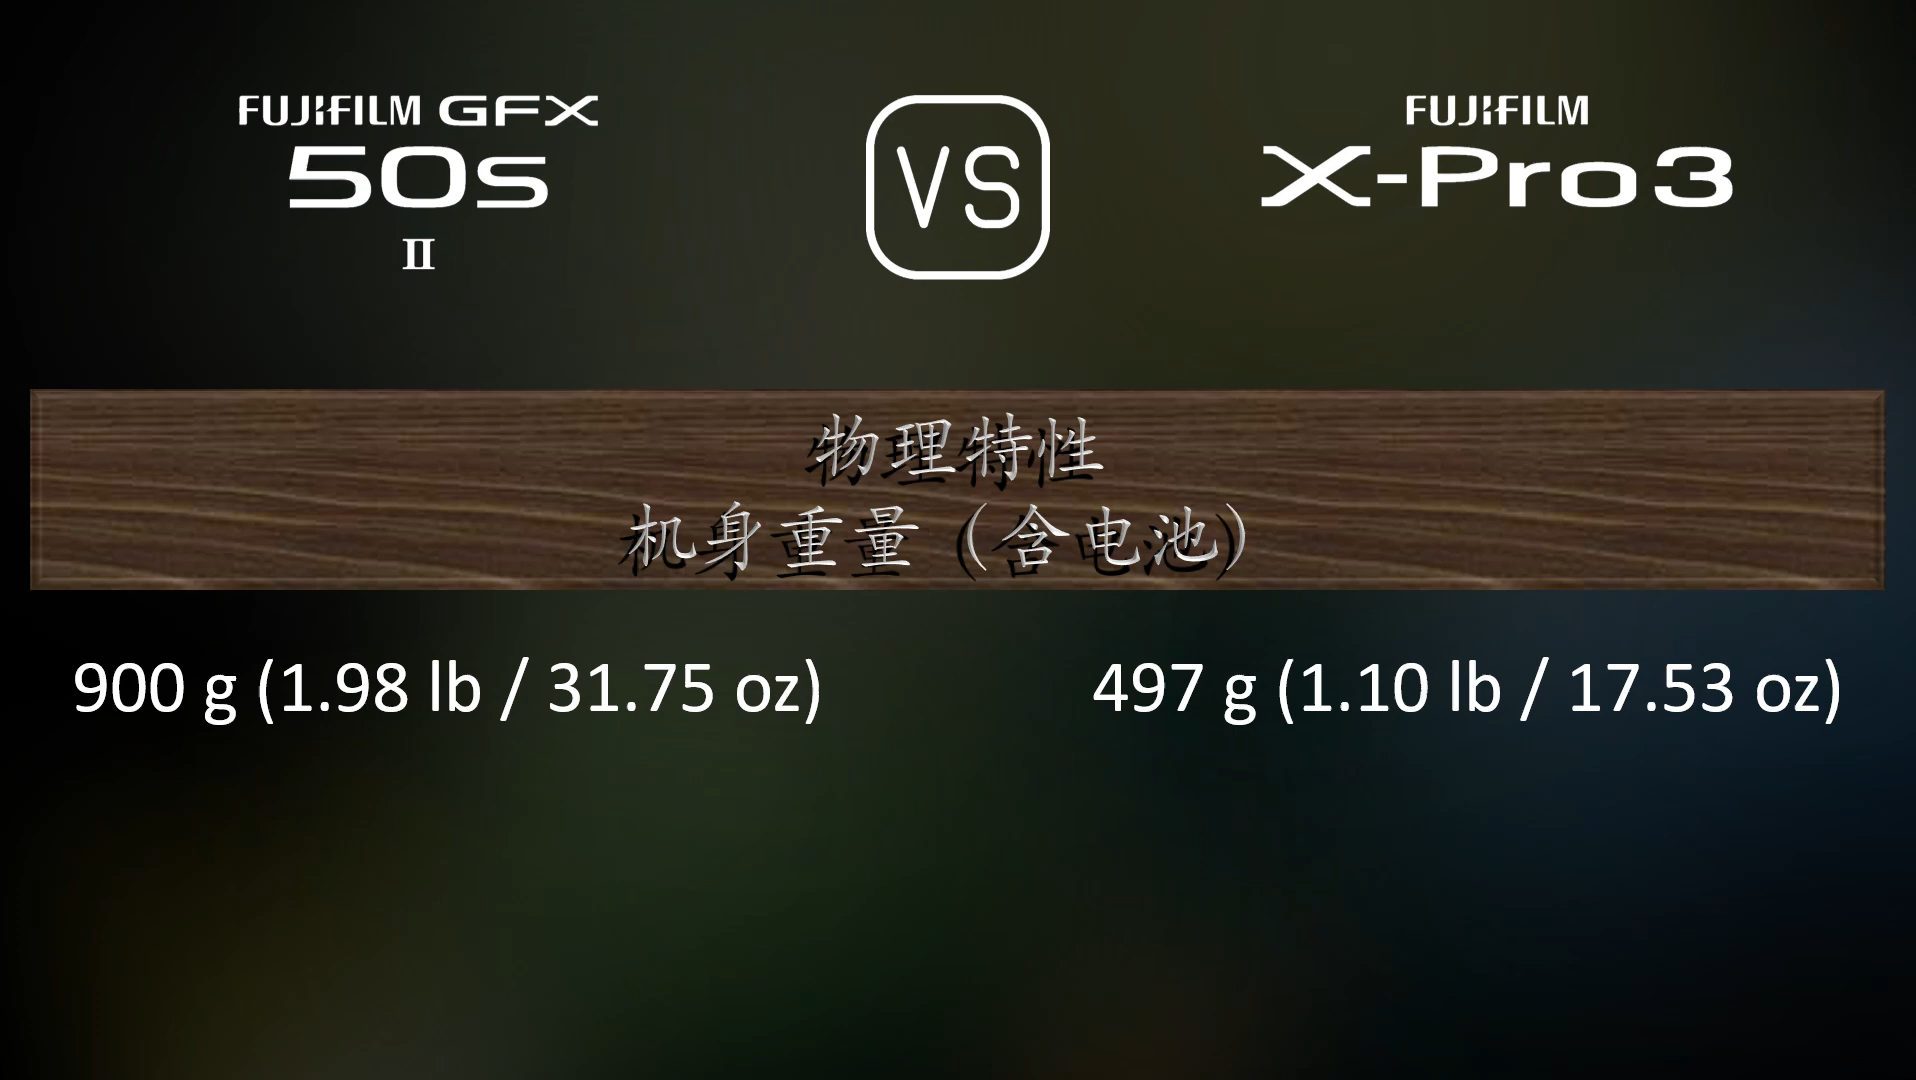 FUJIFILM GFX
50s
II
VS
FUJIFILM
X-Pro3
物理特性
机身重量（含电池）
900 g (1.98 lb / 31.75 oz)
497 g (1.10 lb / 17.53 oz)